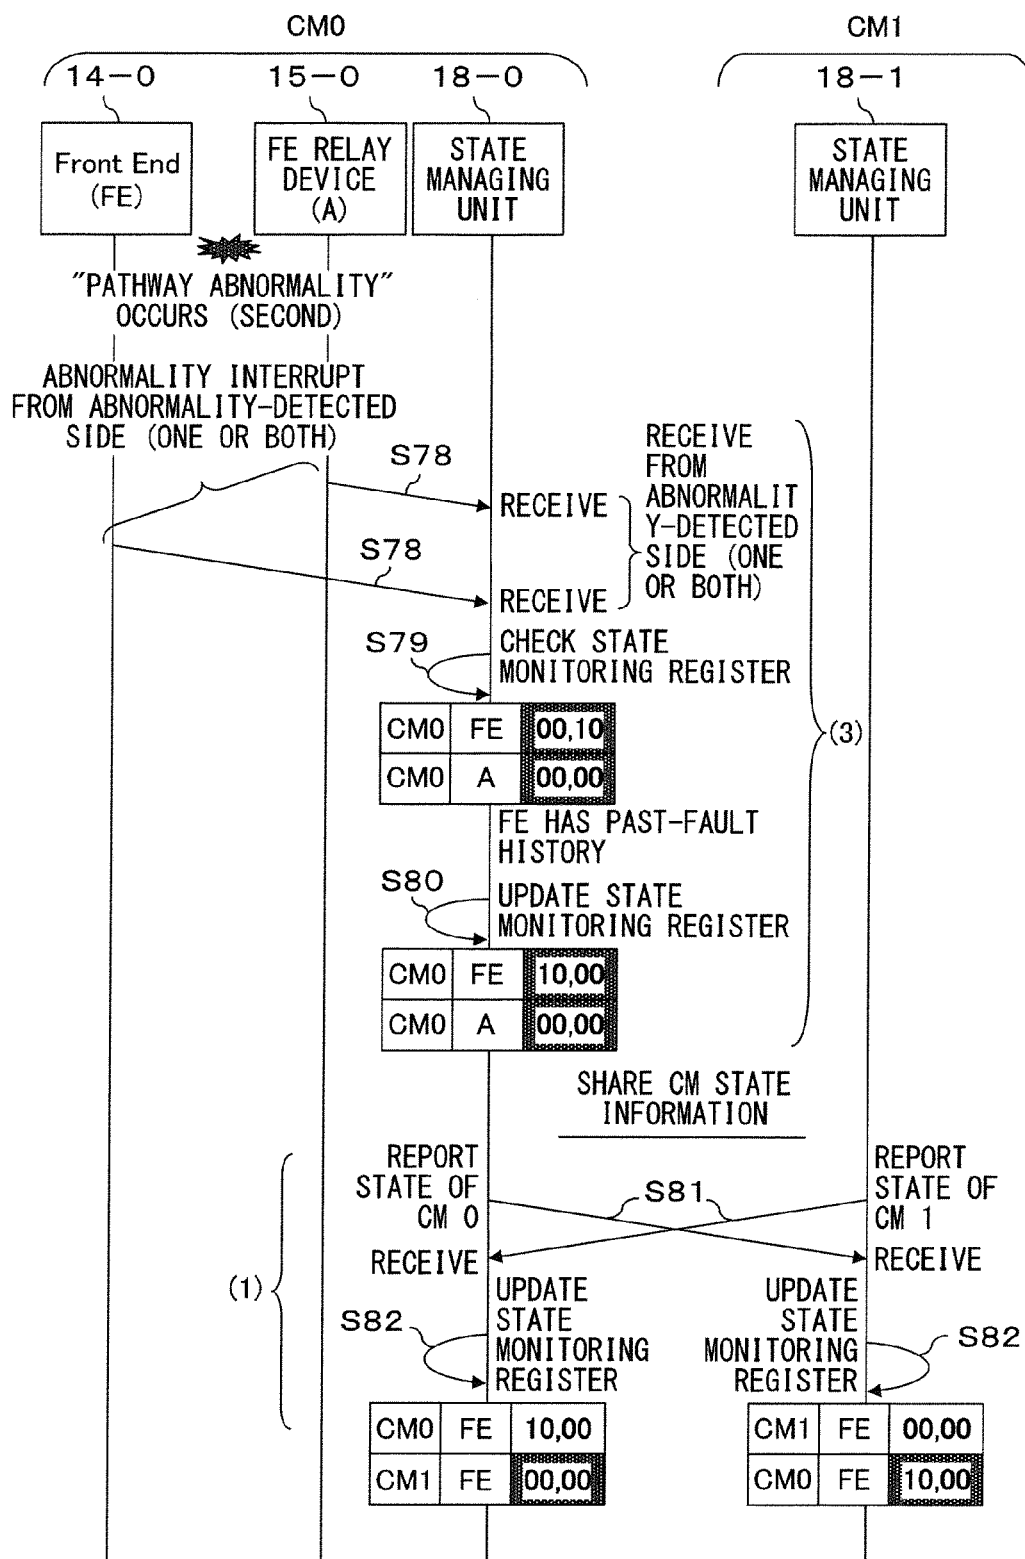 CM0
CM1
14-0
15-0
18-0
18-1
Front End
(FE)
FE RELAY
DEVICE
(A)
STATE
MANAGING
UNIT
STATE
MANAGING
UNIT
"PATHWAY ABNORMALITY"
OCCURS (SECOND)
ABNORMALITY INTERRUPT
FROM ABNORMALITY-DETECTED
SIDE (ONE OR BOTH)
S78
RECEIVE
S78
RECEIVE
RECEIVE
FROM
ABNORMALIT
Y-DETECTED
SIDE (ONE
OR BOTH)
S79
CHECK STATE
MONITORING REGISTER
CM0 FE 00,10
CM0 A 00,00
(3)
FE HAS PAST-FAULT
HISTORY
S80
UPDATE STATE
MONITORING REGISTER
CM0 FE 10,00
CM0 A 00,00
SHARE CM STATE
INFORMATION
REPORT
STATE OF
CM 0
S81
REPORT
STATE OF
CM 1
RECEIVE
RECEIVE
(1)
S82
UPDATE
STATE
MONITORING
REGISTER
UPDATE
STATE
MONITORING
REGISTER
S82
CM0 FE 10,00
CM1 FE 00,00
CM1 FE 00,00
CM0 FE 10,00